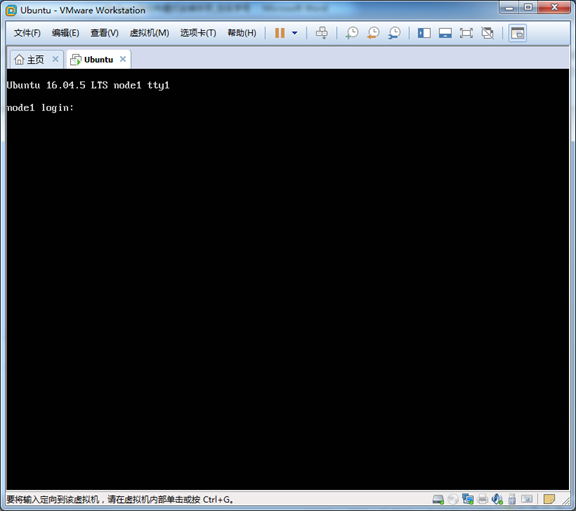 Ubuntu - VMware Workstation
文件(F) 编辑(E) 查看(V) 虚拟机(M) 选项卡(T) 帮助(H)
主页 Ubuntu
Ubuntu 16.04.5 LTS node1 tty1
node1 login:
要将输入定向到该虚拟机，请在虚拟机内部单击或按 Ctrl+G。